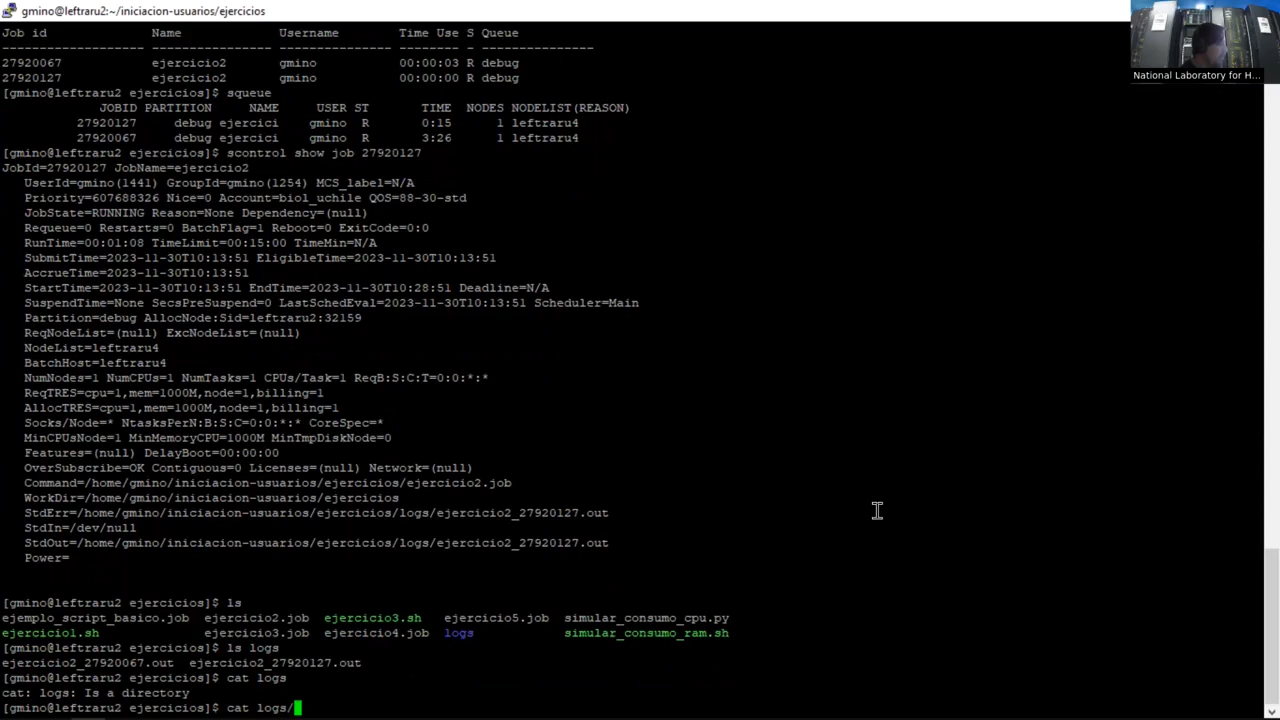 gmino@leftraru2:~/iniciacion-usuarios/ejercicios
National Laboratory for H...
Job id Name Username Time Use S Queue
------------------- ---------------- --------------- -------- - ---------------
27920067 ejercicio2 gmino 00:00:03 R debug
27920127 ejercicio2 gmino 00:00:00 R debug
[gmino@leftraru2 ejercicios]$ squeue
JOBID PARTITION NAME USER ST TIME NODES NODELIST(REASON)
27920127 debug ejercici gmino R 0:15 1 leftraru4
27920067 debug ejercici gmino R 3:26 1 leftraru4
[gmino@leftraru2 ejercicios]$ scontrol show job 27920127
JobId=27920127 JobName=ejercicio2
UserId=gmino(1441) GroupId=gmino(1254) MCS_label=N/A
Priority=607688326 Nice=0 Account=biol_uchile QOS=88-30-std
JobState=RUNNING Reason=None Dependency=(null)
Requeue=0 Restarts=0 BatchFlag=1 Reboot=0 ExitCode=0:0
RunTime=00:01:08 TimeLimit=00:15:00 TimeMin=N/A
SubmitTime=2023-11-30T10:13:51 EligibleTime=2023-11-30T10:13:51
AccrueTime=2023-11-30T10:13:51
StartTime=2023-11-30T10:13:51 EndTime=2023-11-30T10:28:51 Deadline=N/A
SuspendTime=None SecsPreSuspend=0 LastSchedEval=2023-11-30T10:13:51 Scheduler=Main
Partition=debug AllocNode:Sid=leftraru2:32159
ReqNodeList=(null) ExcNodeList=(null)
NodeList=leftraru4
BatchHost=leftraru4
NumNodes=1 NumCPUs=1 NumTasks=1 CPUs/Task=1 ReqB:S:C:T=0:0:*:*
ReqTRES=cpu=1,mem=1000M,node=1,billing=1
AllocTRES=cpu=1,mem=1000M,node=1,billing=1
Socks/Node=* NtasksPerN:B:S:C=0:0:*:* CoreSpec=*
MinCPUsNode=1 MinMemoryCPU=1000M MinTmpDiskNode=0
Features=(null) DelayBoot=00:00:00
OverSubscribe=OK Contiguous=0 Licenses=(null) Network=(null)
Command=/home/gmino/iniciacion-usuarios/ejercicios/ejercicio2.job
WorkDir=/home/gmino/iniciacion-usuarios/ejercicios
StdErr=/home/gmino/iniciacion-usuarios/ejercicios/logs/ejercicio2_27920127.out
StdIn=/dev/null
StdOut=/home/gmino/iniciacion-usuarios/ejercicios/logs/ejercicio2_27920127.out
Power=
[gmino@leftraru2 ejercicios]$ ls
ejemplo_script_basico.job ejercicio2.job ejercicio3.sh ejercicio5.job simular_consumo_cpu.py
ejercicio1.sh ejercicio3.job ejercicio4.job logs simular_consumo_ram.sh
[gmino@leftraru2 ejercicios]$ ls logs
ejercicio2_27920067.out ejercicio2_27920127.out
[gmino@leftraru2 ejercicios]$ cat logs
cat: logs: Is a directory
[gmino@leftraru2 ejercicios]$ cat logs/